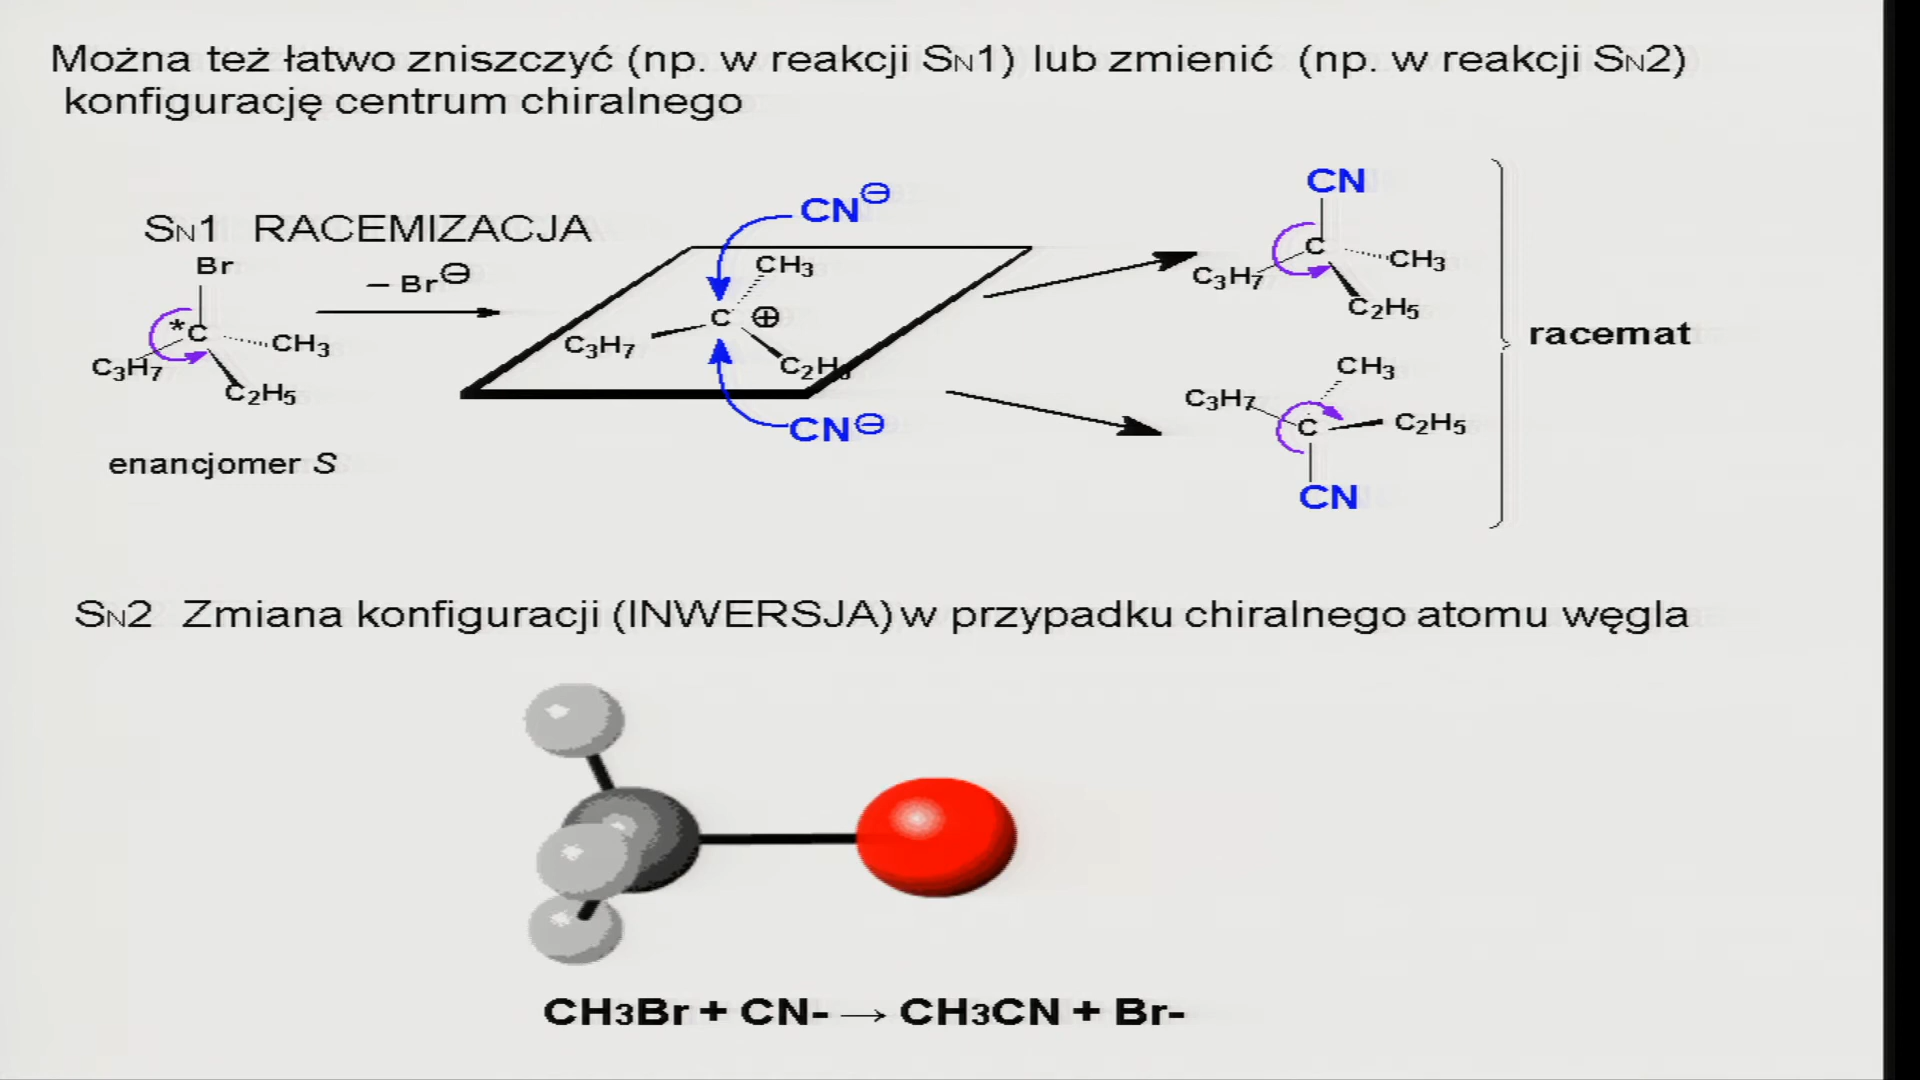 Można też łatwo zniszczyć (np. w reakcji SN1) lub zmienić (np. w reakcji SN2)
konfigurację centrum chiralnego
SN1 RACEMIZACJA
Br
*C
CH3
C3H7
C2H5
enancjomer S
– Br⊖
CN⊖
CH3
C ⊕
C3H7
C2H5
CN⊖
CN
C
CH3
C3H7
C2H5
CH3
C3H7
C
C2H5
CN
racemat
SN2 Zmiana konfiguracji (INWERSJA) w przypadku chiralnego atomu węgla
CH3Br + CN- → CH3CN + Br-